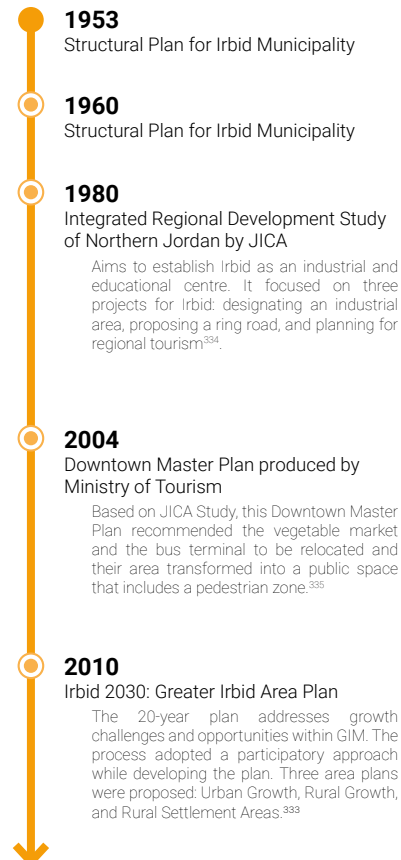 1953
Structural Plan for Irbid Municipality
1960
Structural Plan for Irbid Municipality
1980
Integrated Regional Development Study
of Northern Jordan by JICA
Aims to establish Irbid as an industrial and
educational centre. It focused on three
projects for Irbid: designating an industrial
area, proposing a ring road, and planning for
regional tourism³³⁴.
2004
Downtown Master Plan produced by
Ministry of Tourism
Based on JICA Study, this Downtown Master
Plan recommended the vegetable market
and the bus terminal to be relocated and
their area transformed into a public space
that includes a pedestrian zone.³³⁵
2010
Irbid 2030: Greater Irbid Area Plan
The 20-year plan addresses growth
challenges and opportunities within GIM. The
process adopted a participatory approach
while developing the plan. Three area plans
were proposed: Urban Growth, Rural Growth,
and Rural Settlement Areas.³³³